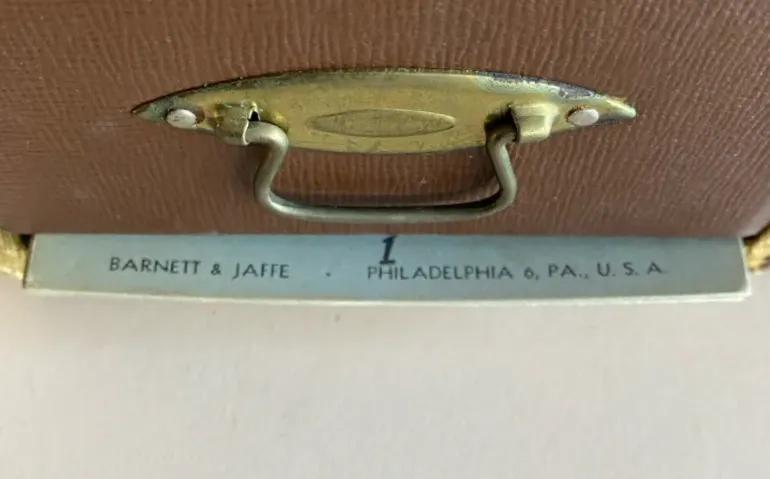 1
BARNETT & JAFFE . PHILADELPHIA 6, PA., U. S. A.